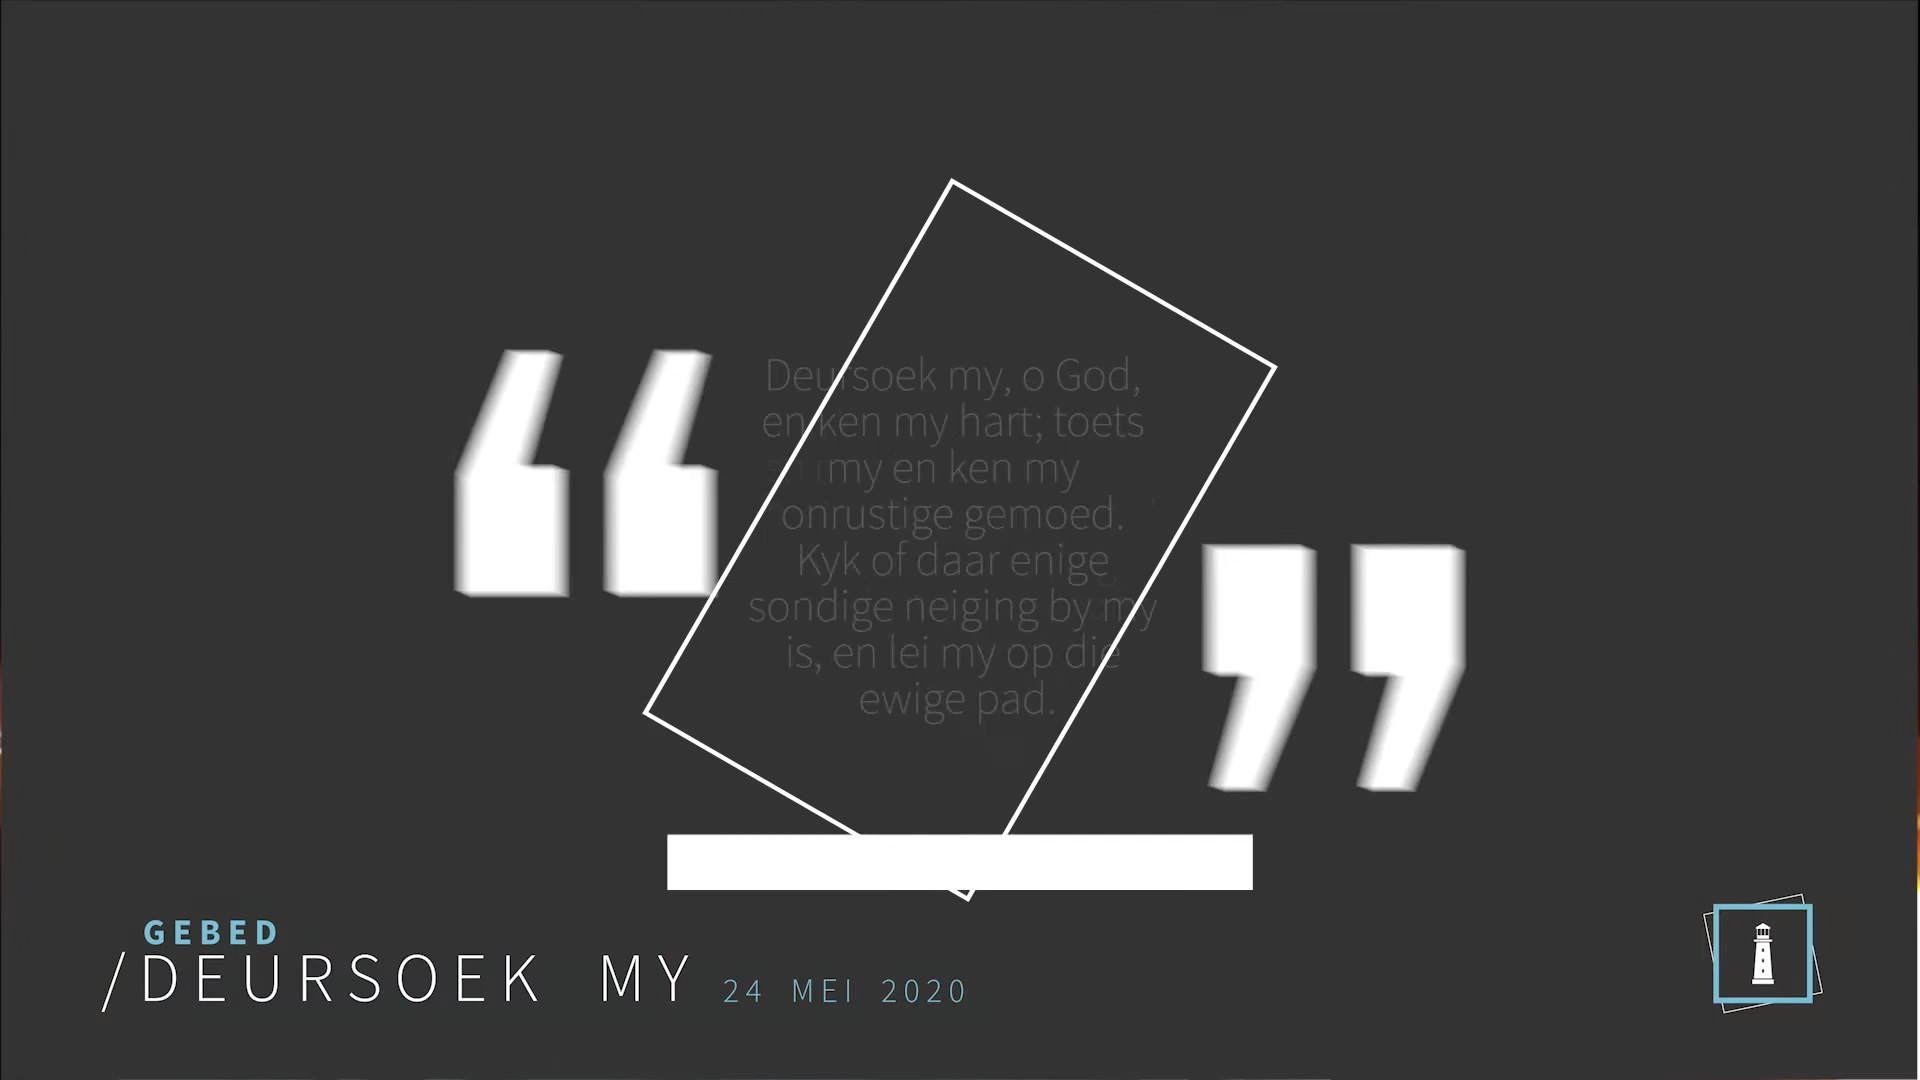 “
Deursoek my, o God,
en ken my hart; toets
my en ken my
onrustige gemoed.
Kyk of daar enige
sondige neiging by my
is, en lei my op die
ewige pad.
”
GEBED
/DEURSOEK MY 24 MEI 2020